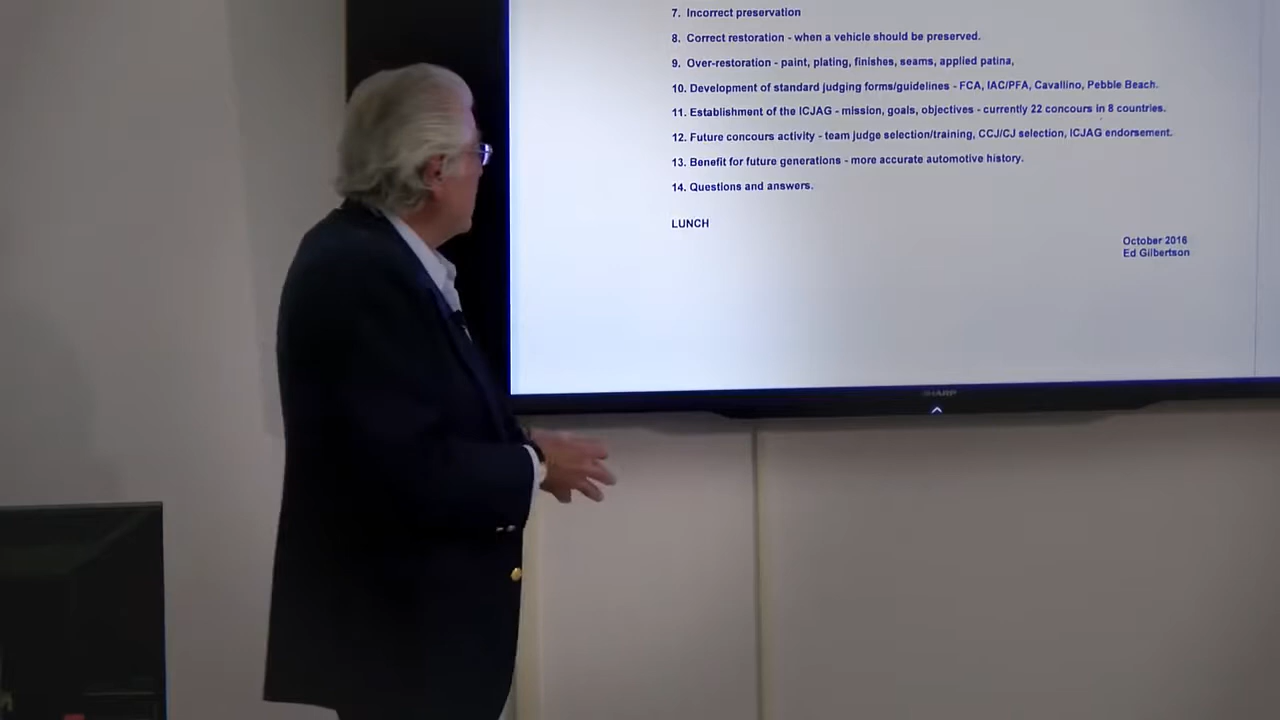 7. Incorrect preservation
8. Correct restoration - when a vehicle should be preserved.
9. Over-restoration - paint, plating, finishes, seams, applied patina,
10. Development of standard judging forms/guidelines - FCA, IAC/PFA, Cavallino, Pebble Beach.
11. Establishment of the ICJAG - mission, goals, objectives - currently 22 concours in 8 countries.
12. Future concours activity - team judge selection/training, CCJ/CJ selection, ICJAG endorsement.
13. Benefit for future generations - more accurate automotive history.
14. Questions and answers.
LUNCH
October 2016
Ed Gilbertson
SHARP